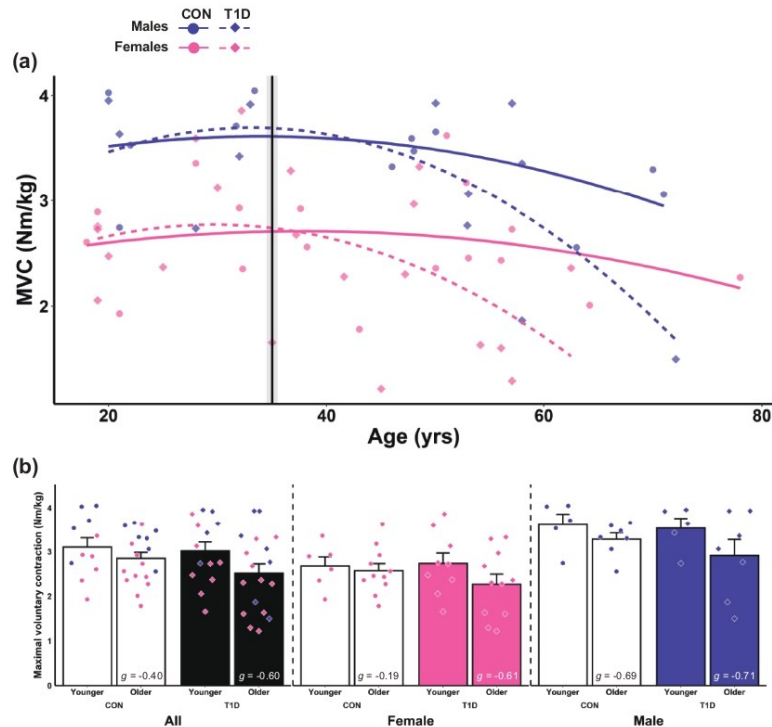 CON T1D
Males
Females
(a)
MVC (Nm/kg)
4
3
2
20 40 60 80
Age (yrs)
(b)
Maximal voluntary contraction (Nm/kg)
4
3
2
1
0
g = -0.40 g = -0.60 g = -0.19 g = -0.61 g = -0.69 g = -0.71
Younger Older Younger Older Younger Older Younger Older Younger Older Younger Older
CON T1D CON T1D CON T1D
All Female Male